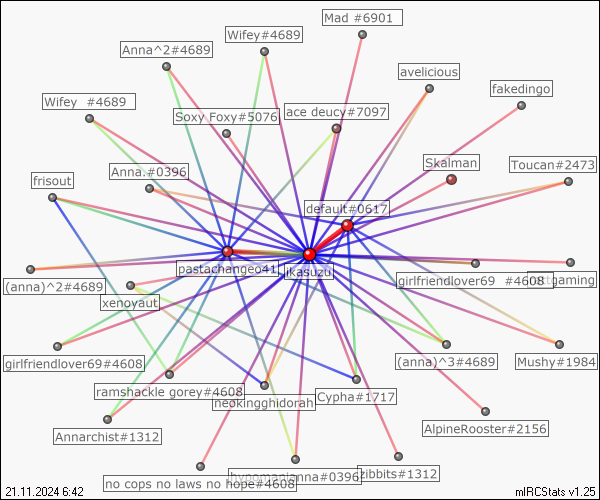 Mad #6901
Wifey#4689
Anna^2#4689
avelicious
fakedingo
Wifey #4689
Soxy Foxy#5076
ace deucy#7097
Skalman
Toucan#2473
Anna.#0396
frisout
default#0617
pastachangeo41
ikasuzu
(anna)^2#4689
girlfriendlover69 #4608
gaming
xenoyaut
girlfriendlover69#4608
(anna)^3#4689
Mushy#1984
ramshackle gorey#4608
neokingghidorah
Cypha#1717
Annarchist#1312
AlpineRooster#2156
no cops no laws no hope#4608
anna#0396
zibbits#1312
21.11.2024 6:42
mIRCStats v1.25